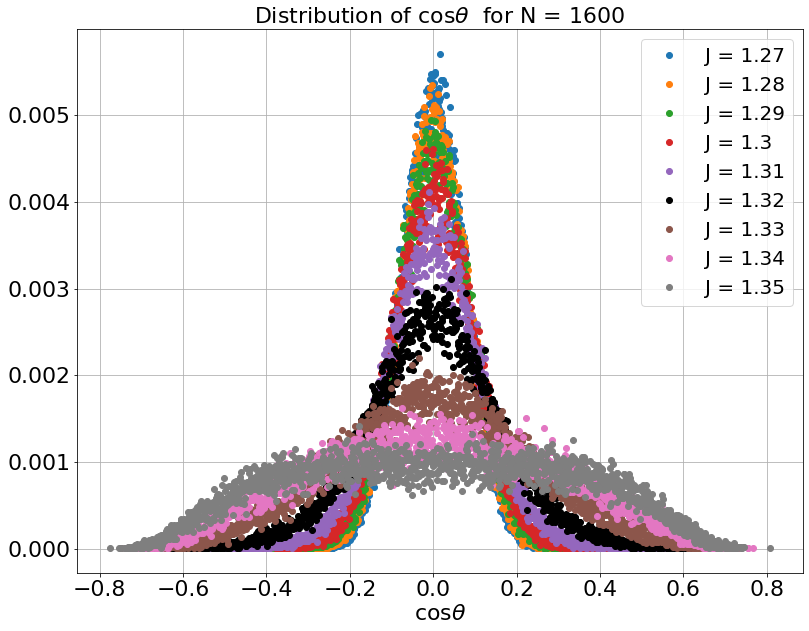 Distribution of cosθ for N = 1600
J = 1.27
J = 1.28
J = 1.29
J = 1.3
J = 1.31
J = 1.32
J = 1.33
J = 1.34
J = 1.35
0.005
0.004
0.003
0.002
0.001
0.000
−0.8 −0.6 −0.4 −0.2 0.0 0.2 0.4 0.6 0.8
cosθ